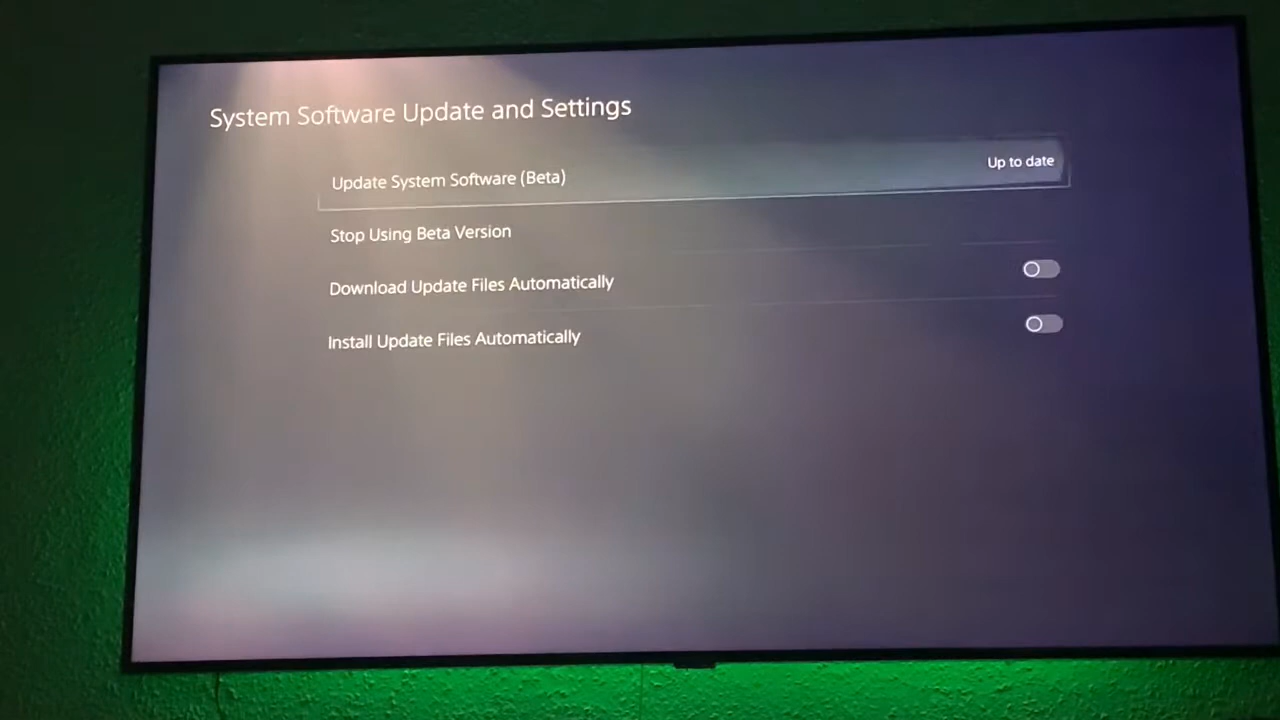 System Software Update and Settings
Update System Software (Beta)
Up to date
Stop Using Beta Version
Download Update Files Automatically
Install Update Files Automatically